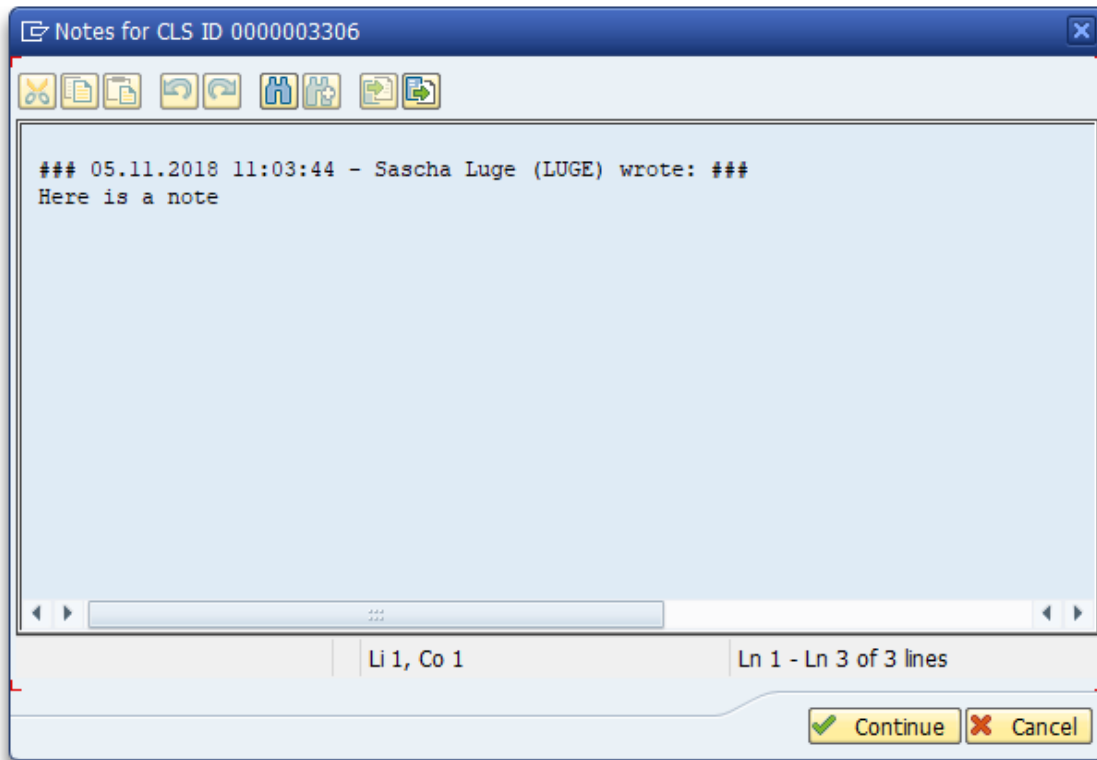 Notes for CLS ID 0000003306
### 05.11.2018 11:03:44 - Sascha Luge (LUGE) wrote: ###
Here is a note
Li 1, Co 1
Ln 1 - Ln 3 of 3 lines
Continue
Cancel